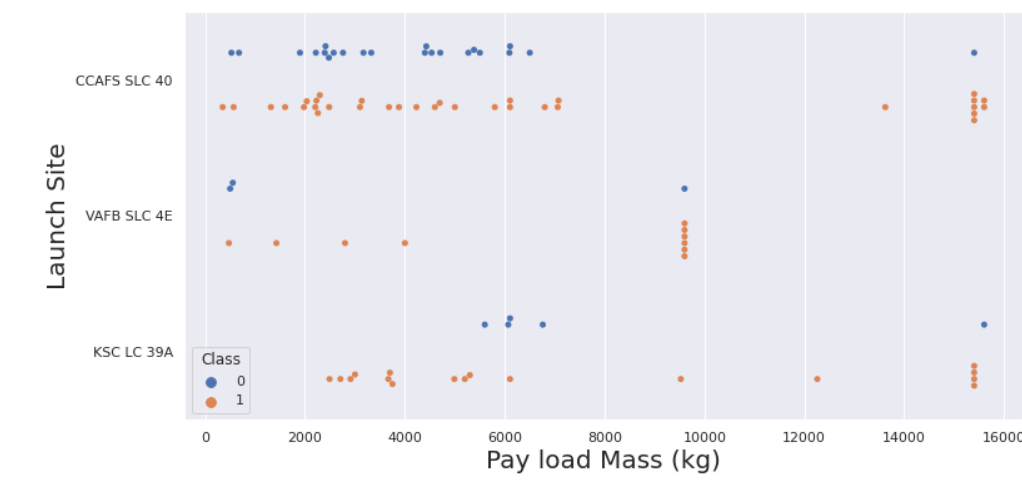 Launch Site
CCAFS SLC 40
VAFB SLC 4E
KSC LC 39A
Class
0
1
0 2000 4000 6000 8000 10000 12000 14000 16000
Pay load Mass (kg)